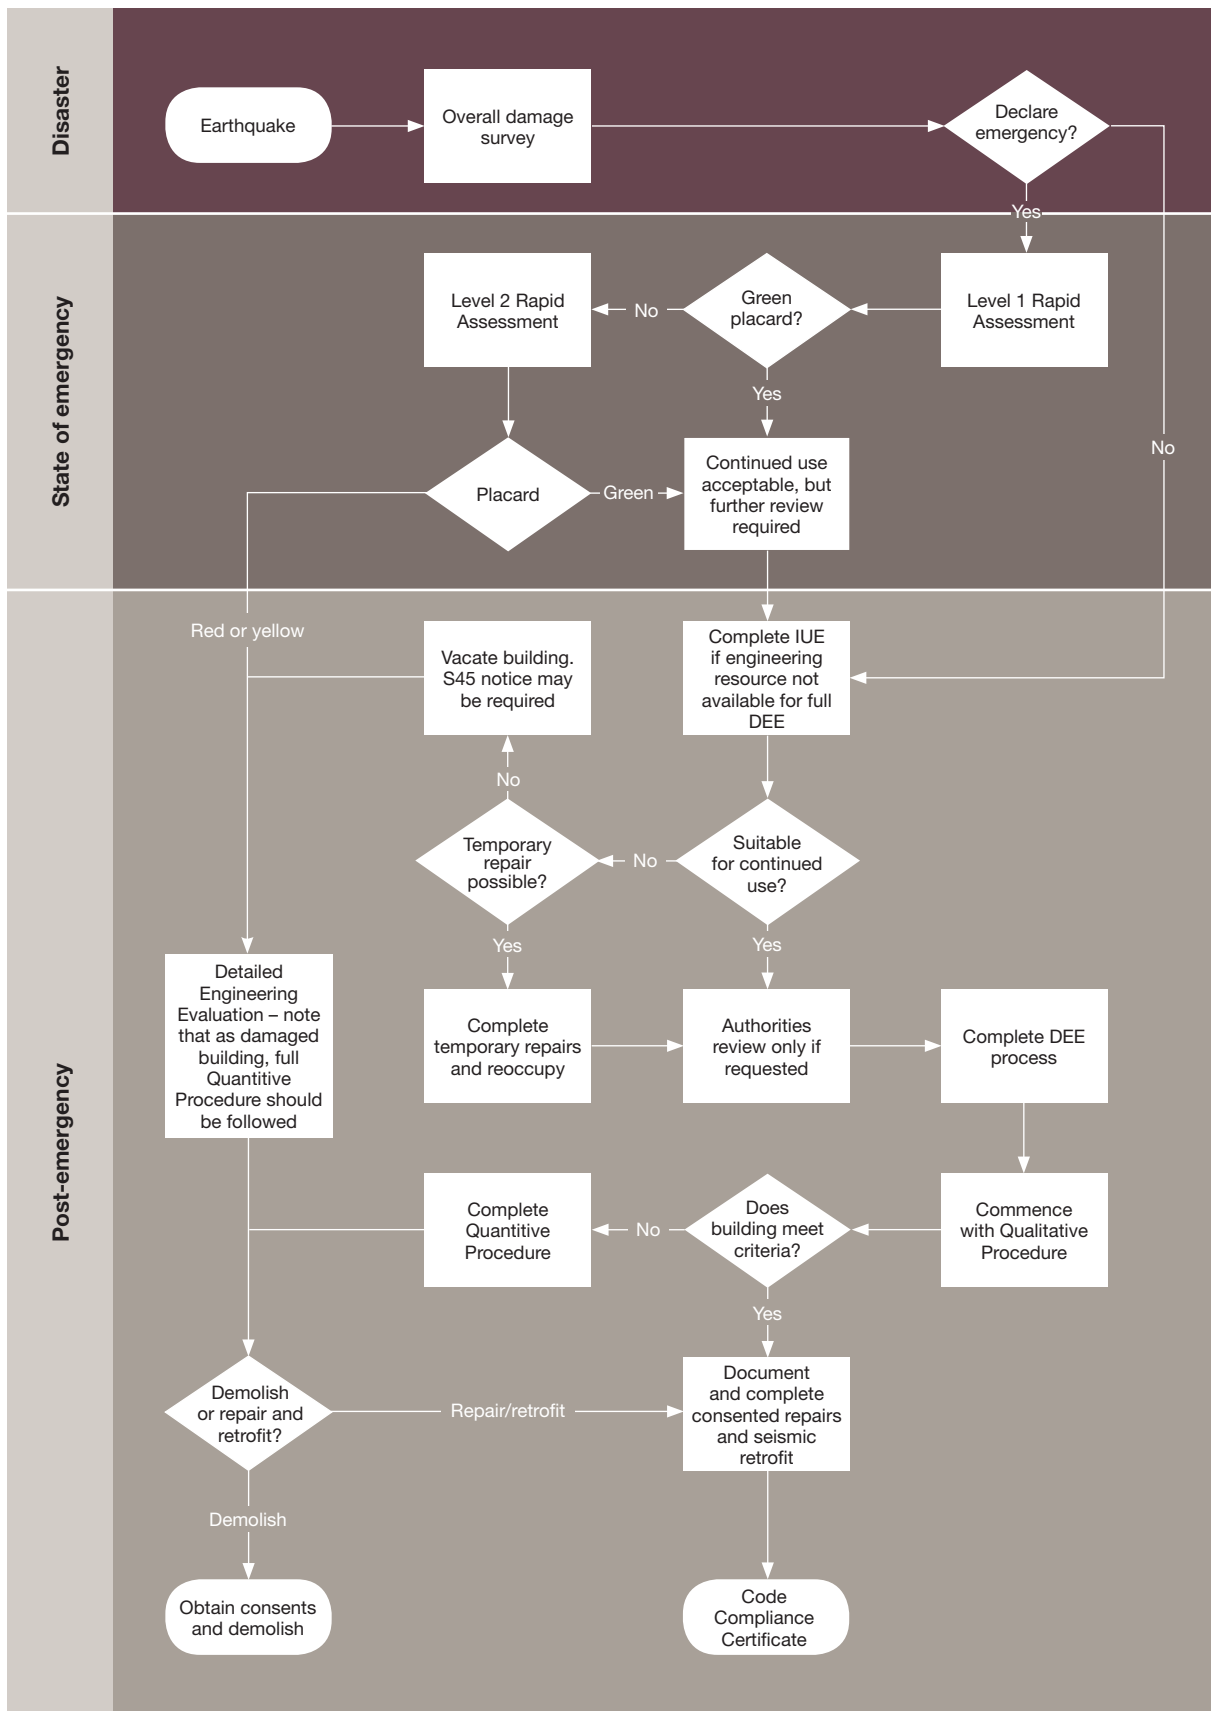 Disaster
Earthquake
Overall damage
survey
Declare
emergency?
Yes
No
State of emergency
Level 2 Rapid
Assessment
No
Green
placard?
Level 1 Rapid
Assessment
Yes
Placard
Green
Continued use
acceptable, but
further review
required
Post-emergency
Red or yellow
Vacate building.
S45 notice may
be required
Complete IUE
if engineering
resource not
available for full
DEE
No
Temporary
repair
possible?
No
Suitable
for continued
use?
Yes
Yes
Detailed
Engineering
Evaluation – note
that as damaged
building, full
Quantitive
Procedure should
be followed
Complete
temporary repairs
and reoccupy
Authorities
review only if
requested
Complete DEE
process
Complete
Quantitive
Procedure
No
Does
building meet
criteria?
Commence
with Qualitative
Procedure
Yes
Demolish
or repair and
retrofit?
Repair/retrofit
Document
and complete
consented repairs
and seismic
retrofit
Demolish
Obtain consents
and demolish
Code
Compliance
Certificate